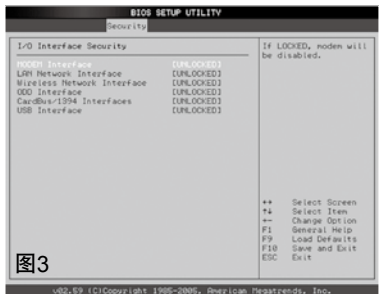 BIOS SETUP UTILITY
Security
I/O Interface Security
MODEM Interface [UNLOCKED]
LAN Network Interface [UNLOCKED]
Wireless Network Interface [UNLOCKED]
ODD Interface [UNLOCKED]
CardBus/1394 Interfaces [UNLOCKED]
USB Interface [UNLOCKED]
If LOCKED, modem will
be disabled.
↔ Select Screen
↑↓ Select Item
+- Change Option
F1 General Help
F9 Load Defaults
F10 Save and Exit
ESC Exit
图3
v02.59 (C)Copyright 1985-2005, American Megatrends, Inc.